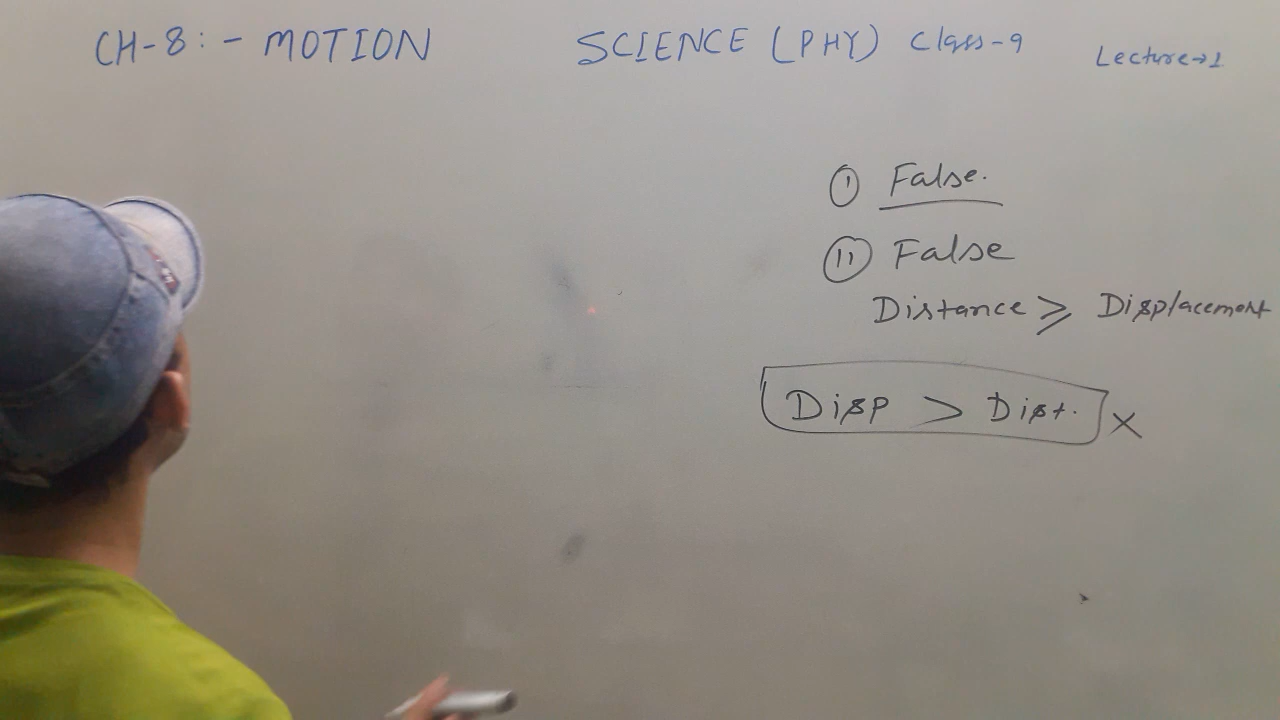 CH-8:- MOTION SCIENCE (PHY) Class-9 Lecture→1
(I) False.
(II) False
Distance ⩾ Displacement
Disp > Dist. ×